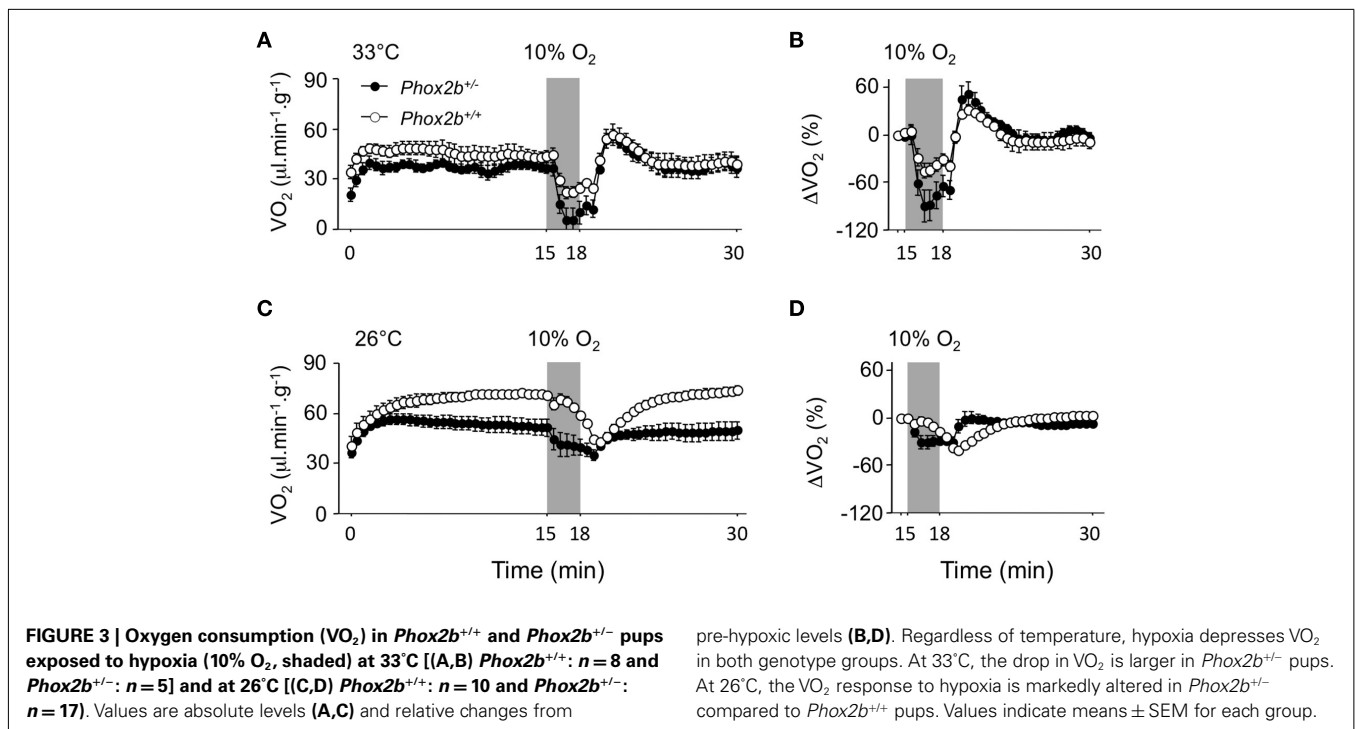 A
33°C
10% O₂
90
60
30
0
VO₂ (µl.min⁻¹.g⁻¹)
Phox2b⁺/⁻
Phox2b⁺/⁺
0
15
18
30
B
10% O₂
60
0
-60
-120
ΔVO₂ (%)
15
18
30
C
26°C
10% O₂
90
60
30
0
VO₂ (µl.min⁻¹.g⁻¹)
0
15
18
30
Time (min)
D
10% O₂
60
0
-60
-120
ΔVO₂ (%)
15
18
30
Time (min)
FIGURE 3 | Oxygen consumption (VO₂) in Phox2b⁺/⁺ and Phox2b⁺/⁻ pups
exposed to hypoxia (10% O₂, shaded) at 33°C [(A,B) Phox2b⁺/⁺: n = 8 and
Phox2b⁺/⁻: n = 5] and at 26°C [(C,D) Phox2b⁺/⁺: n = 10 and Phox2b⁺/⁻:
n = 17). Values are absolute levels (A,C) and relative changes from
pre-hypoxic levels (B,D). Regardless of temperature, hypoxia depresses VO₂
in both genotype groups. At 33°C, the drop in VO₂ is larger in Phox2b⁺/⁻ pups.
At 26°C, the VO₂ response to hypoxia is markedly altered in Phox2b⁺/⁻
compared to Phox2b⁺/⁺ pups. Values indicate means ± SEM for each group.